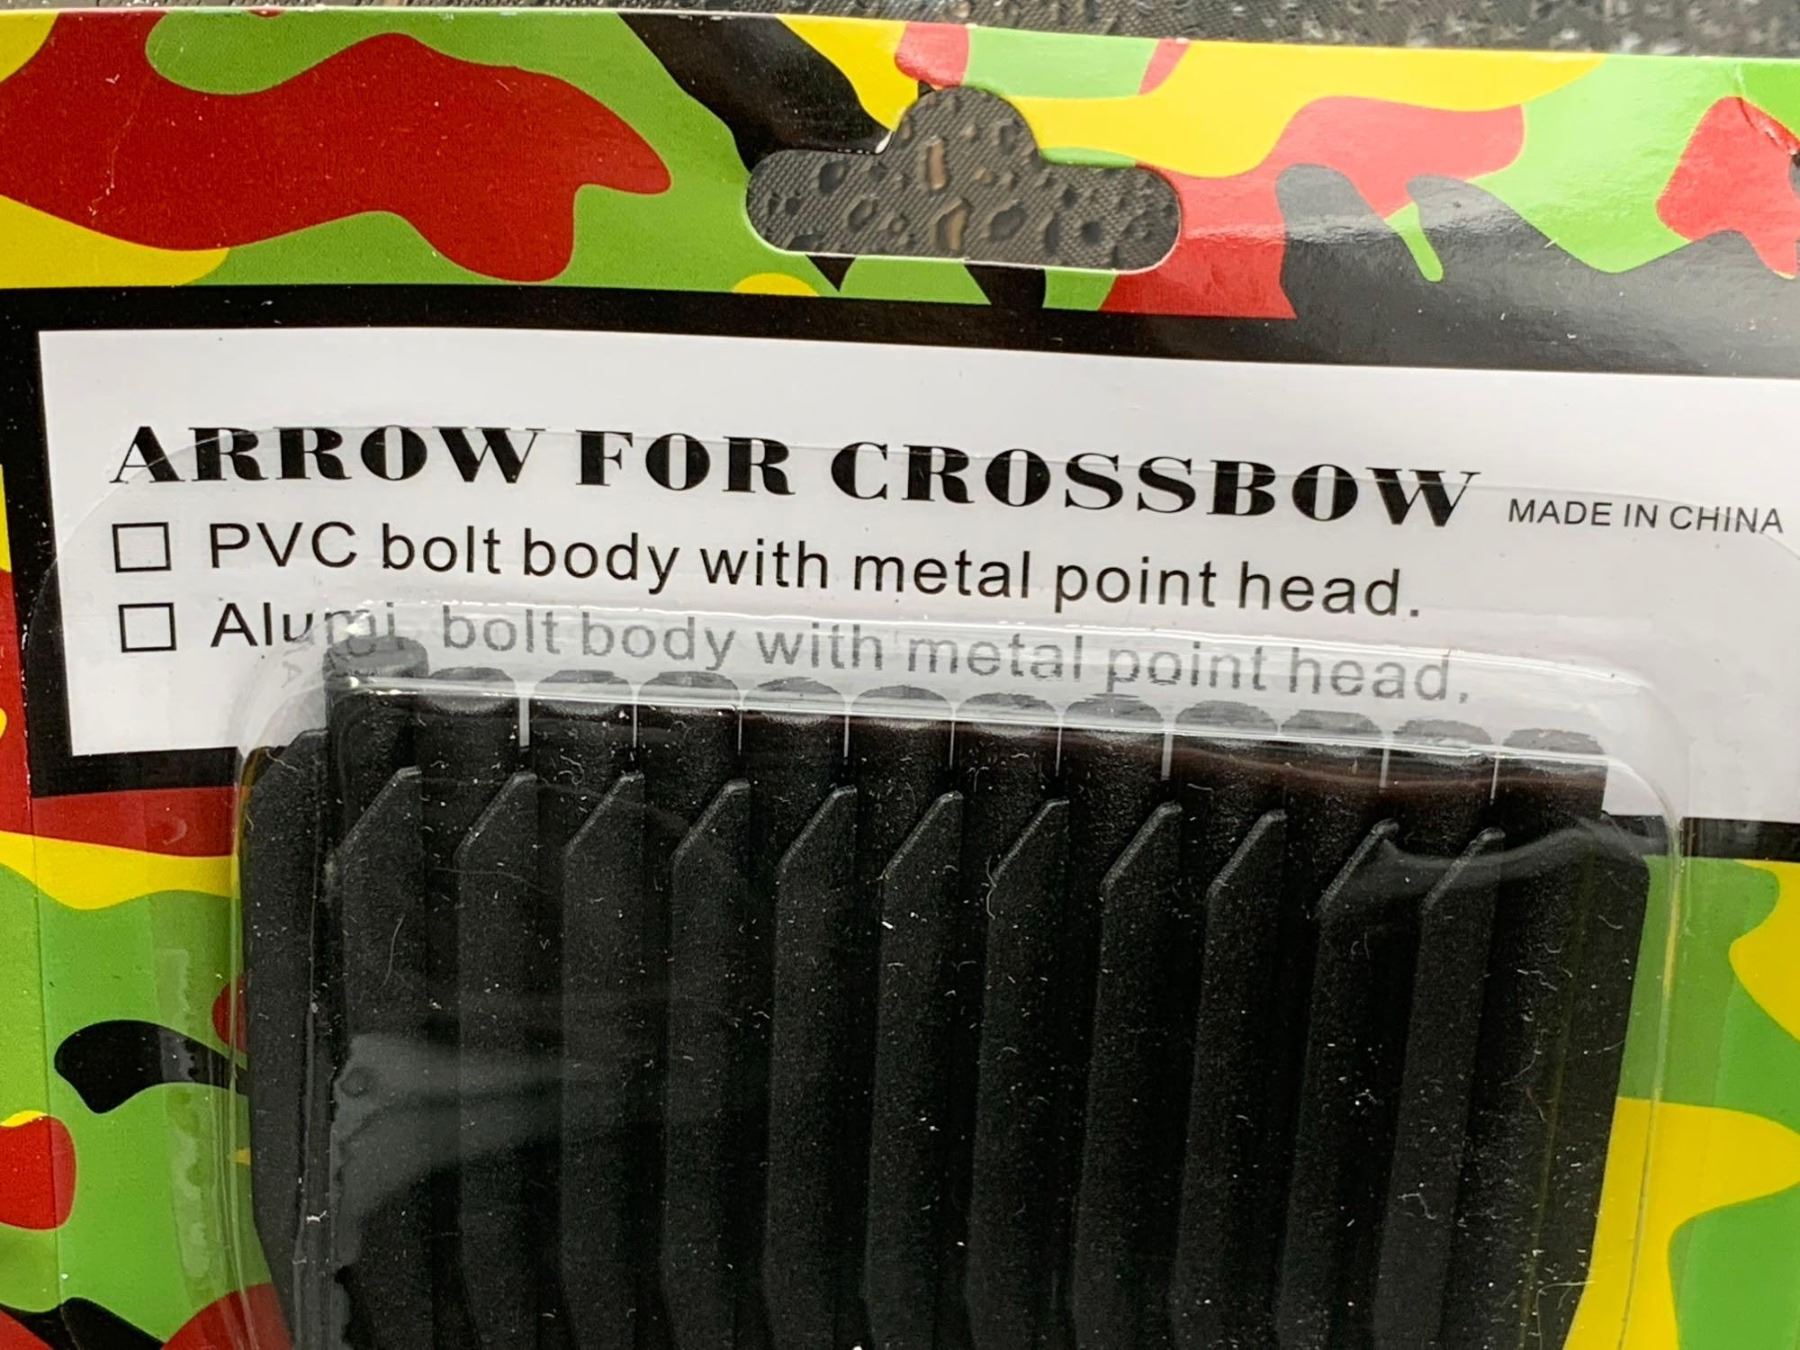 ARROW FOR CROSSBOW MADE IN CHINA
PVC bolt body with metal point head.
Alumi. bolt body with metal point head.